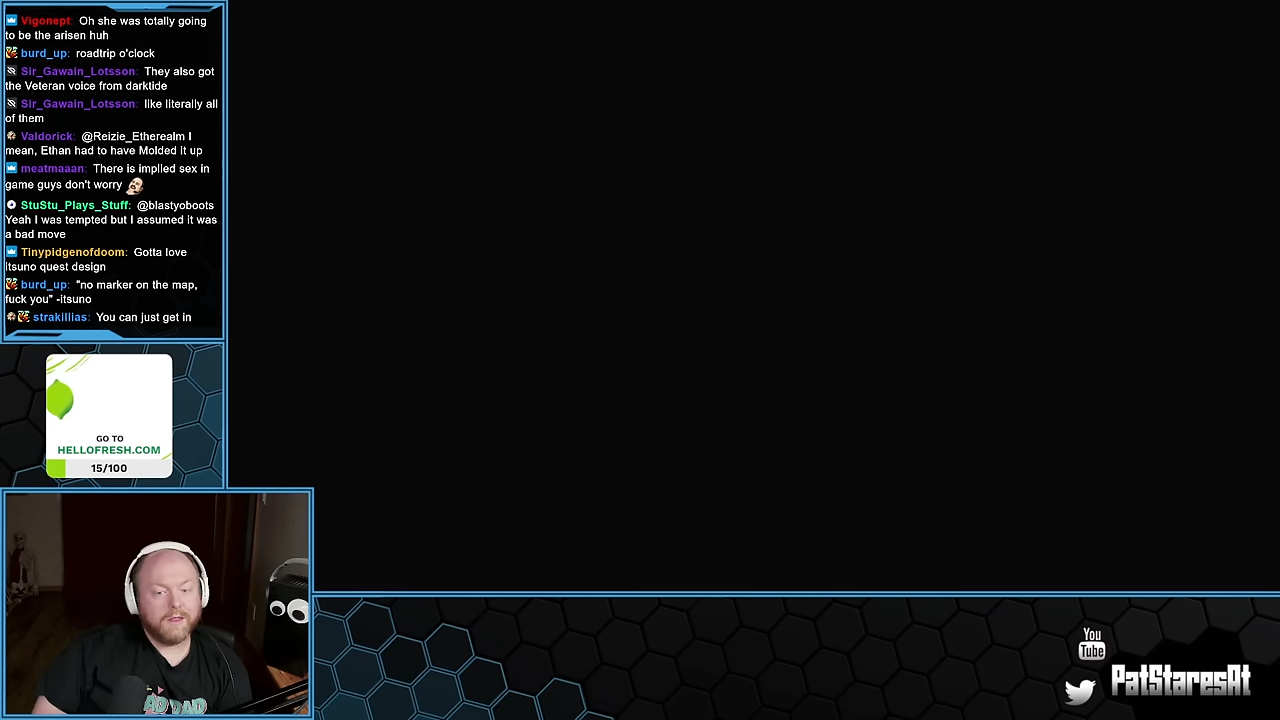 Vigonept: Oh she was totally going
to be the arisen huh
burd_up: roadtrip o'clock
Sir_Gawain_Lotsson: They also got
the Veteran voice from darktide
Sir_Gawain_Lotsson: like literally all
of them
Valdorick: @Reizie_Etherealm I
mean, Ethan had to have Molded it up
meatmaaan: There is implied sex in
game guys don't worry
StuStu_Plays_Stuff: @blastyoboots
Yeah I was tempted but I assumed it was
a bad move
Tinypidgenofdoom: Gotta love
Itsuno quest design
burd_up: "no marker on the map,
fuck you" -itsuno
strakillias: You can just get in
GO TO
HELLOFRESH.COM
15/100
You
Tube
PatStaresAt